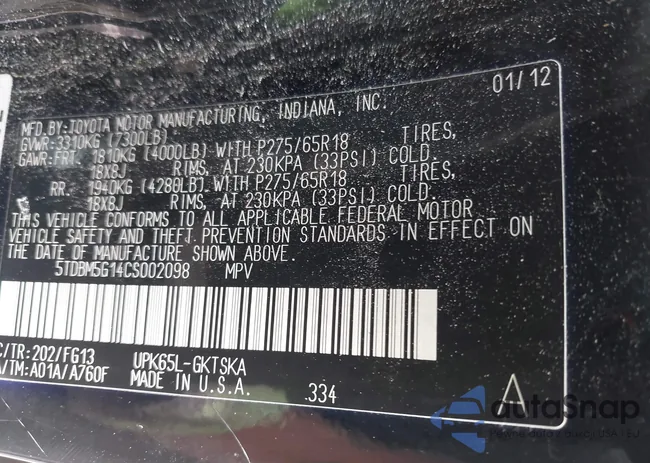 01/12
MFD.BY:TOYOTA MOTOR MANUFACTURING, INDIANA, INC.
GVWR:3310KG (7300LB)
GAWR:FRT. 1810KG (4000LB) WITH P275/65R18 TIRES,
18X8J RIMS, AT 230KPA (33PSI) COLD.
RR. 1940KG (4280LB) WITH P275/65R18 TIRES,
18X8J RIMS, AT 230KPA (33PSI) COLD.
THIS VEHICLE CONFORMS TO ALL APPLICABLE FEDERAL MOTOR
VEHICLE SAFETY AND THEFT PREVENTION STANDARDS IN EFFECT ON
THE DATE OF MANUFACTURE SHOWN ABOVE.
5TDBM5G14CS002098 MPV
C/TR:202/FG13 UPK65L-GKTSKA
A/TM:A01A/A760F MADE IN U.S.A. .334
A
autoSnap